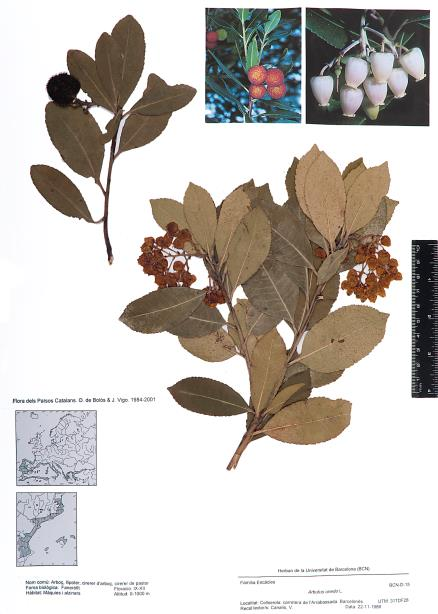 Flora dels Països Catalans. O. de Bolòs & J. Vigo. 1984-2001
Nom comú: Arboç, llipoter, cirerer d'arboç, cirerer de pastor
Forma biològica: Faneròfit
Floració: IX-XII
Hàbitat: Màquies i alzinars
Altitud: 0-1000 m
Herbari de la Universitat de Barcelona (BCN)
Família Ericàcies
BCN-D-15
Arbutus unedo L.
Localitat: Collserola: carretera de l'Arrabassada. Barcelonès.
UTM: 31TDF28
Recol·lector/s: Canalís, V.
Data: 22-11-1986